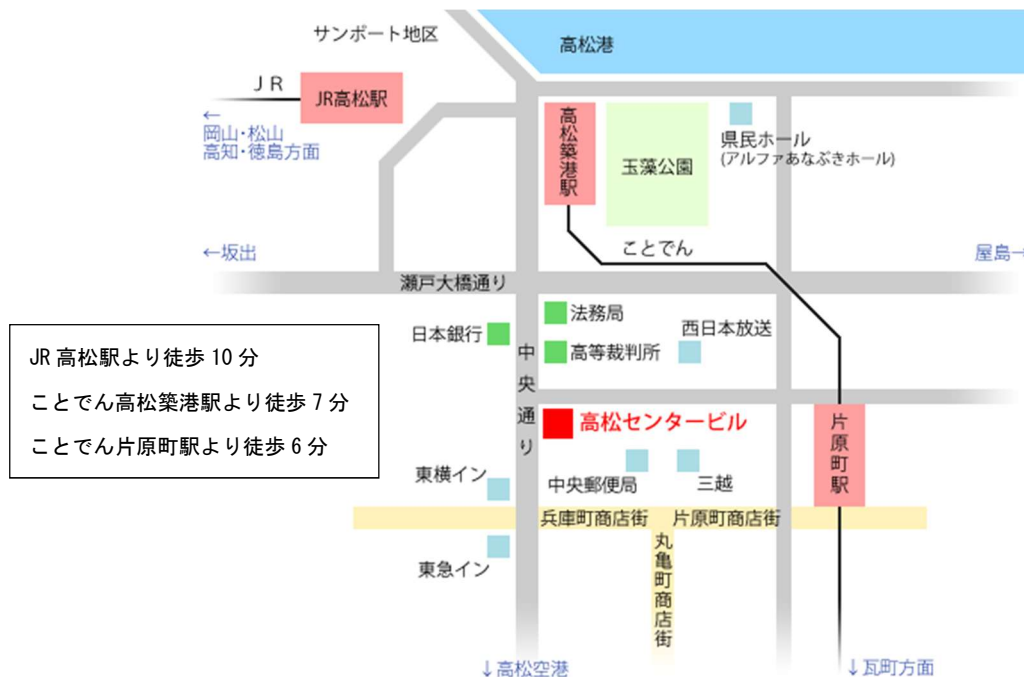 サンポート地区
高松港
JR
JR高松駅
←
岡山・松山
高知・徳島方面
高松築港駅
玉藻公園
県民ホール
(アルファあなぶきホール)
ことでん
←坂出
屋島→
瀬戸大橋通り
法務局
日本銀行
西日本放送
高等裁判所
中央通り
JR高松駅より徒歩10分
ことでん高松築港駅より徒歩7分
ことでん片原町駅より徒歩6分
高松センタービル
片原町駅
東横イン
中央郵便局
三越
兵庫町商店街
片原町商店街
丸亀町商店街
東急イン
↓高松空港
↓瓦町方面